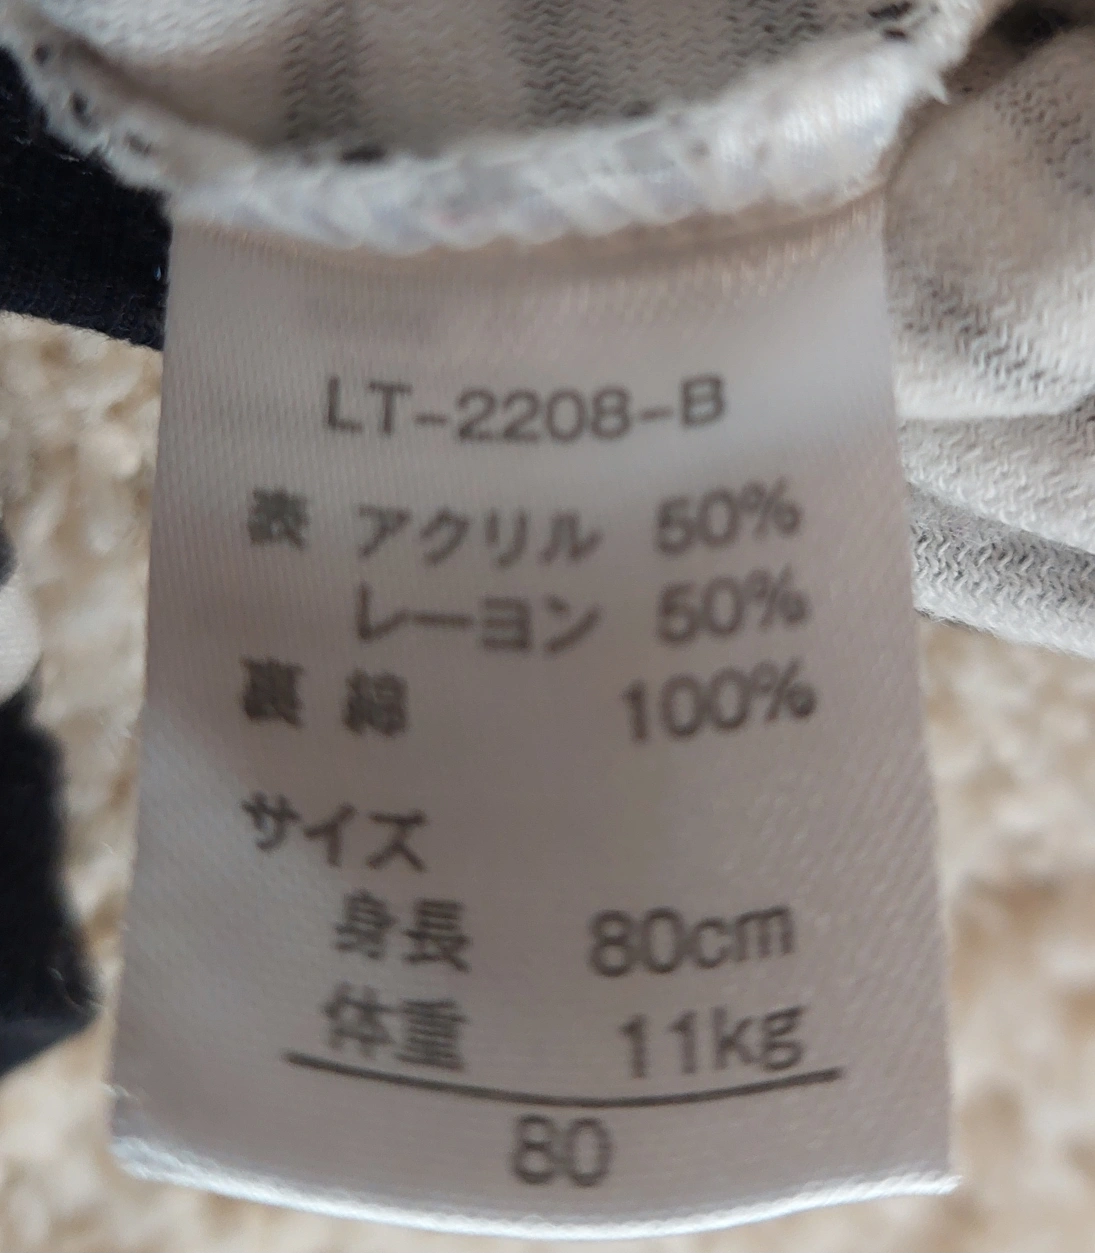 LT-2208-B
表 アクリル 50%
レーヨン 50%
裏 綿 100%
サイズ
身長 80cm
体重 11kg
80